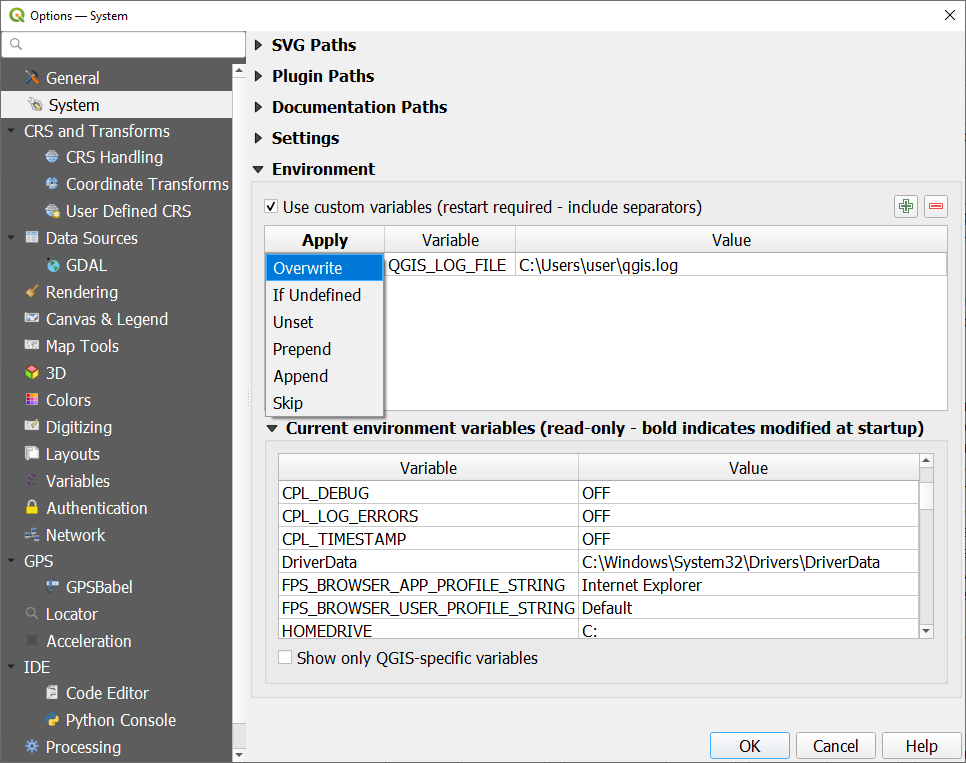 Options — System
General
System
CRS and Transforms
CRS Handling
Coordinate Transforms
User Defined CRS
Data Sources
GDAL
Rendering
Canvas & Legend
Map Tools
3D
Colors
Digitizing
Layouts
Variables
Authentication
Network
GPS
GPSBabel
Locator
Acceleration
IDE
Code Editor
Python Console
Processing
SVG Paths
Plugin Paths
Documentation Paths
Settings
Environment
Use custom variables (restart required - include separators)
Apply Variable Value
Overwrite QGIS_LOG_FILE C:\Users\user\qgis.log
If Undefined
Unset
Prepend
Append
Skip
Current environment variables (read-only - bold indicates modified at startup)
Variable Value
CPL_DEBUG OFF
CPL_LOG_ERRORS OFF
CPL_TIMESTAMP OFF
DriverData C:\Windows\System32\Drivers\DriverData
FPS_BROWSER_APP_PROFILE_STRING Internet Explorer
FPS_BROWSER_USER_PROFILE_STRING Default
HOMEDRIVE C:
Show only QGIS-specific variables
OK Cancel Help